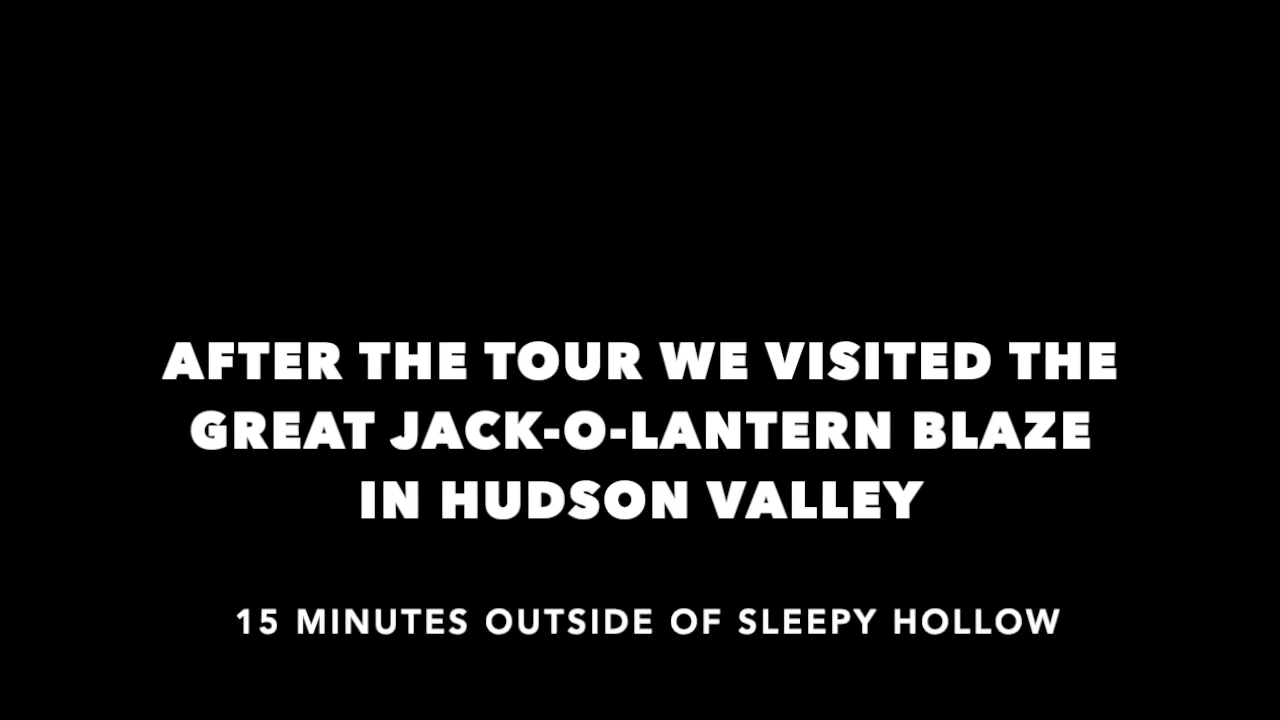 AFTER THE TOUR WE VISITED THE
GREAT JACK-O-LANTERN BLAZE
IN HUDSON VALLEY
15 MINUTES OUTSIDE OF SLEEPY HOLLOW